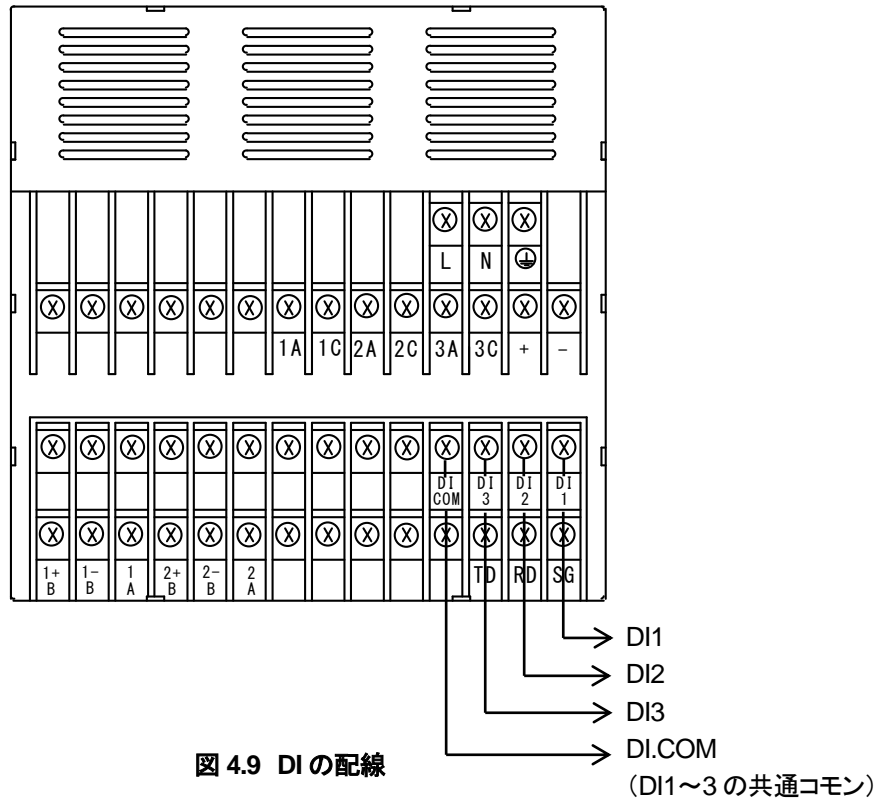 L N
1A 1C 2A 2C 3A 3C + -
DI COM DI 3 DI 2 DI 1
1+ B 1- B 1 A 2+ B 2- B 2 A TD RD SG
DI1
DI2
DI3
DI.COM
(DI1～3の共通コモン)
図 4.9 DIの配線